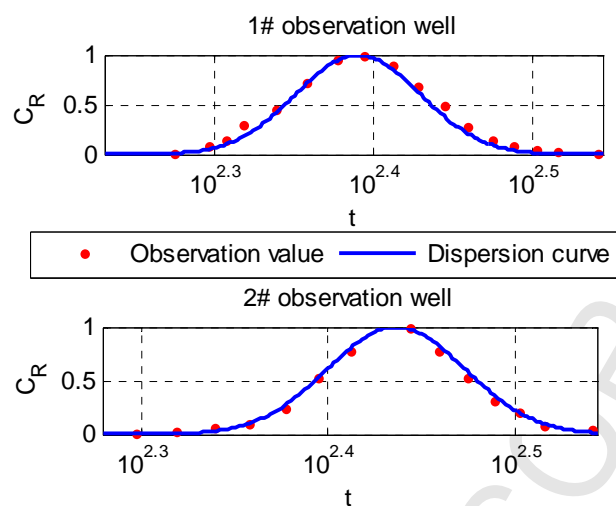 1# observation well
1
0.5
0
C_R
10^2.3 10^2.4 10^2.5
t
Observation value Dispersion curve
2# observation well
1
0.5
0
C_R
10^2.3 10^2.4 10^2.5
t